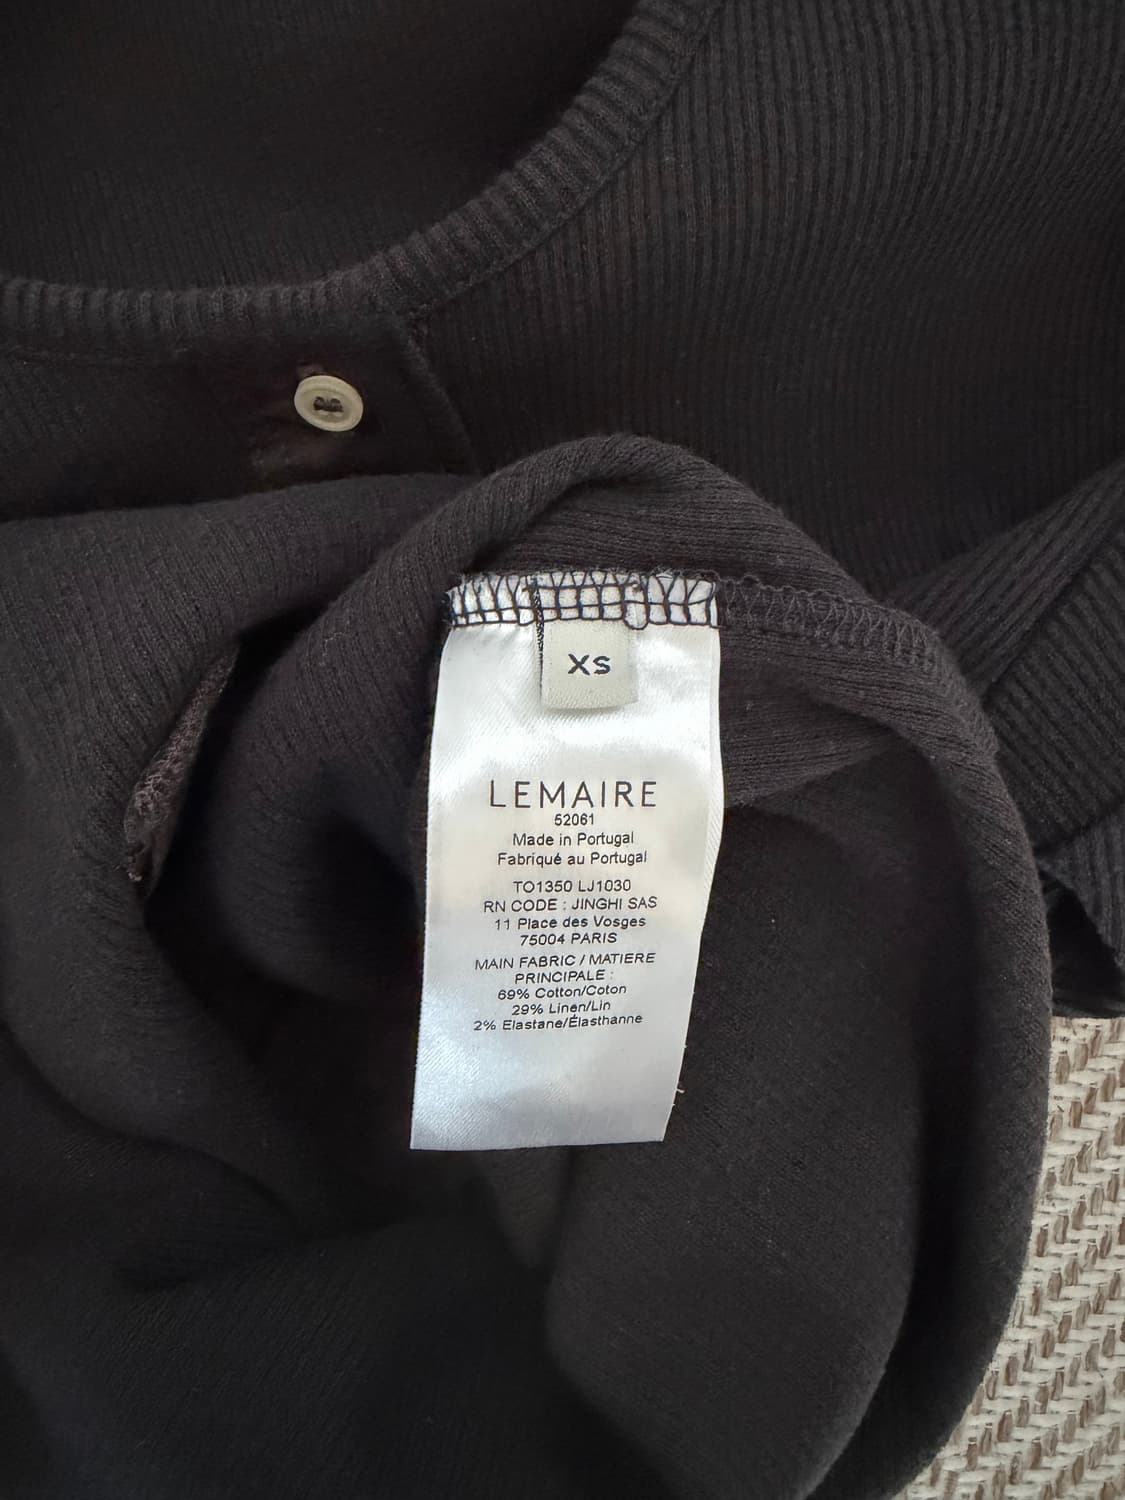 XS
LEMAIRE
52061
Made in Portugal
Fabriqué au Portugal
TO1350 LJ1030
RN CODE : JINGHI SAS
11 Place des Vosges
75004 PARIS
MAIN FABRIC / MATIERE
PRINCIPALE :
69% Cotton/Coton
29% Linen/Lin
2% Elastane/Élasthanne